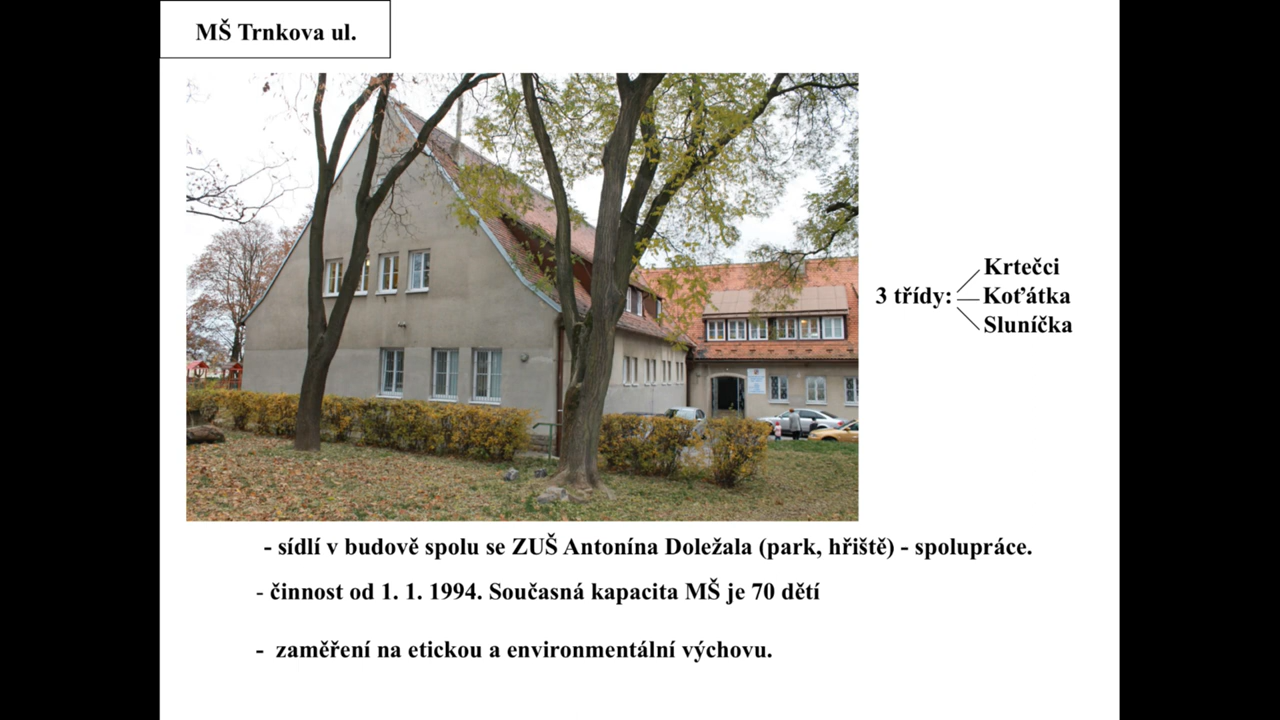 MŠ Trnkova ul.
3 třídy:
Krtečci
Koťátka
Sluníčka
- sídlí v budově spolu se ZUŠ Antonína Doležala (park, hřiště) - spolupráce.
- činnost od 1. 1. 1994. Současná kapacita MŠ je 70 dětí
- zaměření na etickou a environmentální výchovu.